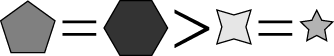 = > =